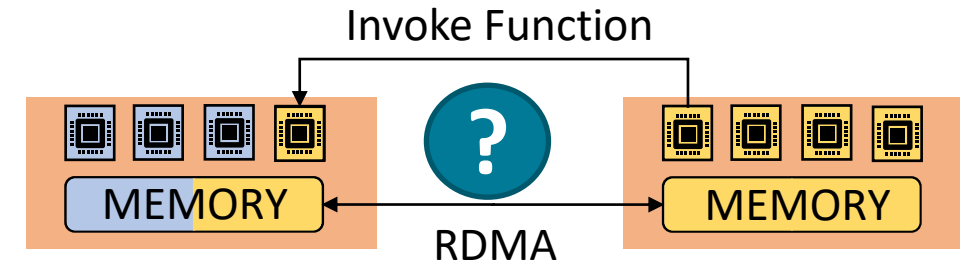 Invoke Function
?
MEMORY
MEMORY
RDMA